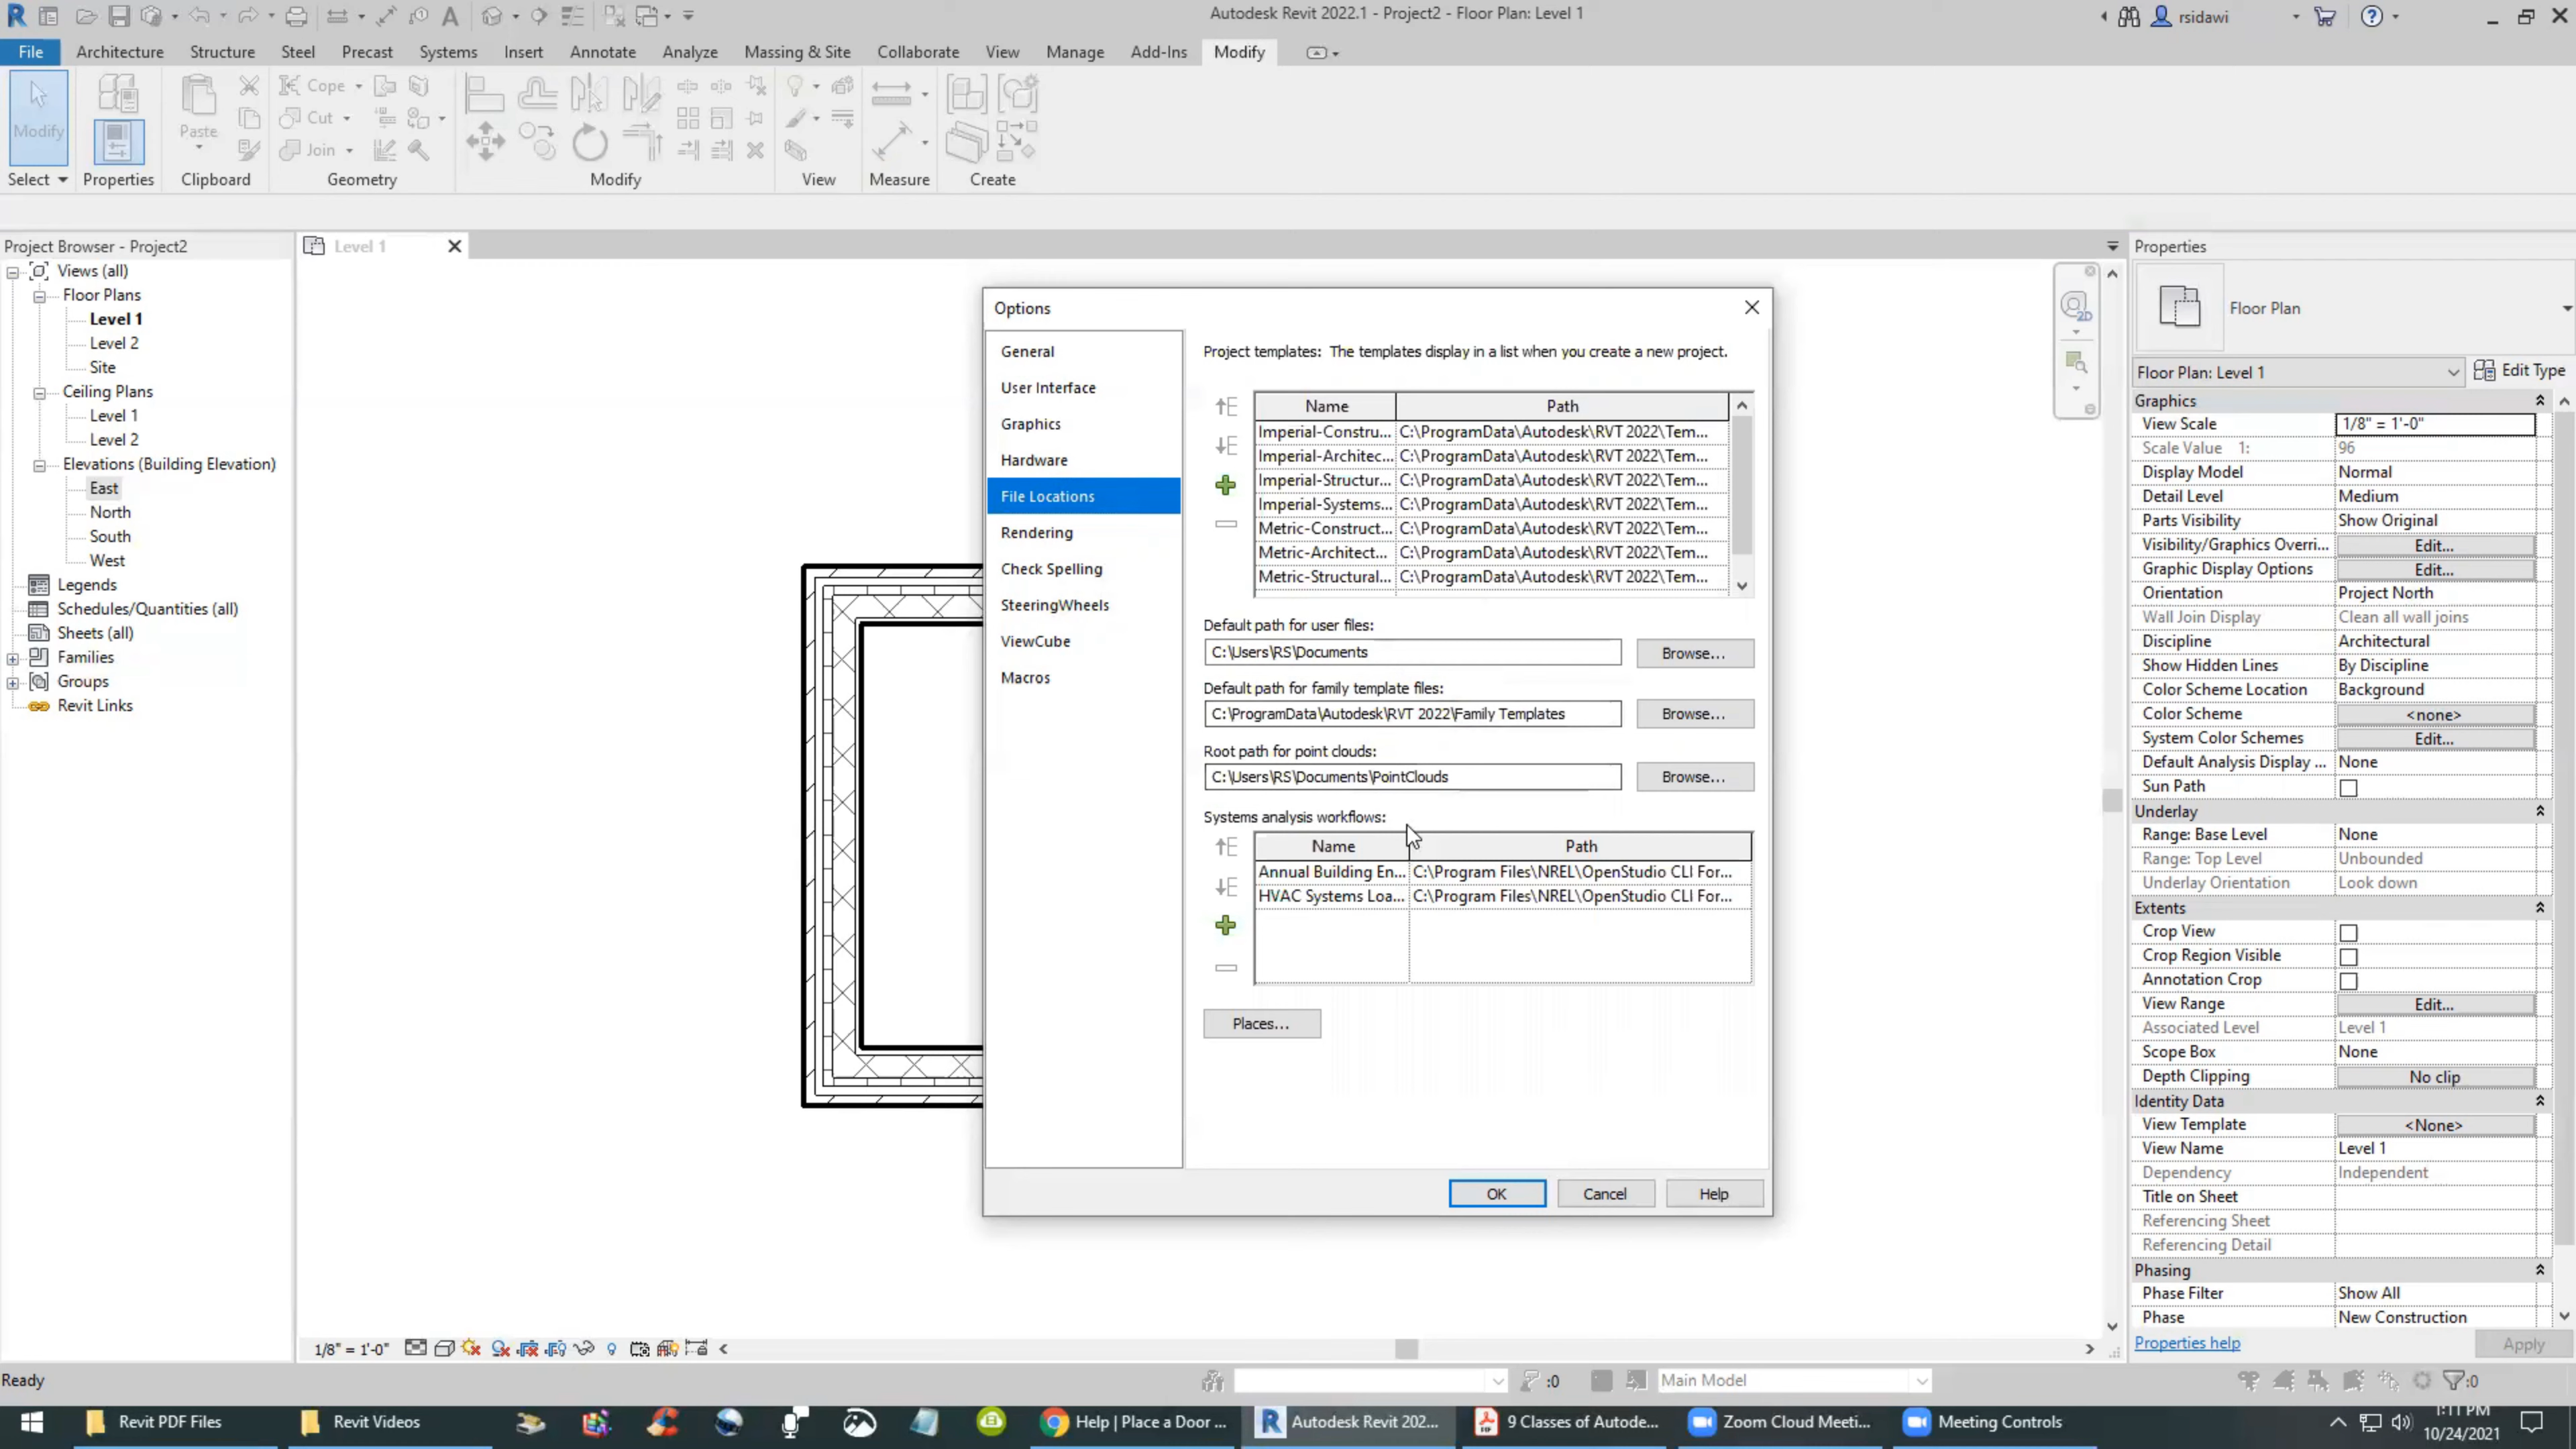 Autodesk Revit 2022.1 - Project2 - Floor Plan: Level 1
rsidawi
File Architecture Structure Steel Precast Systems Insert Annotate Analyze Massing & Site Collaborate View Manage Add-Ins Modify
Modify
Paste
Cope
Cut
Join
Select Properties Clipboard Geometry Modify View Measure Create
Project Browser - Project2
Views (all)
Floor Plans
Level 1
Level 2
Site
Ceiling Plans
Level 1
Level 2
Elevations (Building Elevation)
East
North
South
West
Legends
Schedules/Quantities (all)
Sheets (all)
Families
Groups
Revit Links
Level 1
Options
General
User Interface
Graphics
Hardware
File Locations
Rendering
Check Spelling
SteeringWheels
ViewCube
Macros
Project templates: The templates display in a list when you create a new project.
Name Path
Imperial-Constru... C:\ProgramData\Autodesk\RVT 2022\Tem...
Imperial-Architec... C:\ProgramData\Autodesk\RVT 2022\Tem...
Imperial-Structur... C:\ProgramData\Autodesk\RVT 2022\Tem...
Imperial-Systems... C:\ProgramData\Autodesk\RVT 2022\Tem...
Metric-Construct... C:\ProgramData\Autodesk\RVT 2022\Tem...
Metric-Architect... C:\ProgramData\Autodesk\RVT 2022\Tem...
Metric-Structural... C:\ProgramData\Autodesk\RVT 2022\Tem...
Default path for user files:
C:\Users\RS\Documents Browse...
Default path for family template files:
C:\ProgramData\Autodesk\RVT 2022\Family Templates Browse...
Root path for point clouds:
C:\Users\RS\Documents\PointClouds Browse...
Systems analysis workflows:
Name Path
Annual Building En... C:\Program Files\NREL\OpenStudio CLI For...
HVAC Systems Loa... C:\Program Files\NREL\OpenStudio CLI For...
Places...
OK Cancel Help
2D
Properties
Floor Plan
Floor Plan: Level 1 Edit Type
Graphics
View Scale 1/8" = 1'-0"
Scale Value 1: 96
Display Model Normal
Detail Level Medium
Parts Visibility Show Original
Visibility/Graphics Overri... Edit...
Graphic Display Options Edit...
Orientation Project North
Wall Join Display Clean all wall joins
Discipline Architectural
Show Hidden Lines By Discipline
Color Scheme Location Background
Color Scheme <none>
System Color Schemes Edit...
Default Analysis Display ... None
Sun Path
Underlay
Range: Base Level None
Range: Top Level Unbounded
Underlay Orientation Look down
Extents
Crop View
Crop Region Visible
Annotation Crop
View Range Edit...
Associated Level Level 1
Scope Box None
Depth Clipping No clip
Identity Data
View Template <None>
View Name Level 1
Dependency Independent
Title on Sheet
Referencing Sheet
Referencing Detail
Phasing
Phase Filter Show All
Phase New Construction
Properties help Apply
1/8" = 1'-0"
Ready :0 Main Model :0
Revit PDF Files Revit Videos Help | Place a Door ... Autodesk Revit 202... 9 Classes of Autode... Zoom Cloud Meeti... Meeting Controls
1:11 PM
10/24/2021